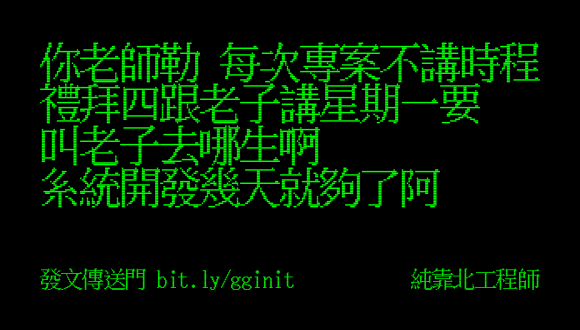 你老師勒 每次專案不講時程
禮拜四跟老子講星期一要
叫老子去哪生啊
系統開發幾天就夠了阿
發文傳送門 bit.ly/gginit
純靠北工程師